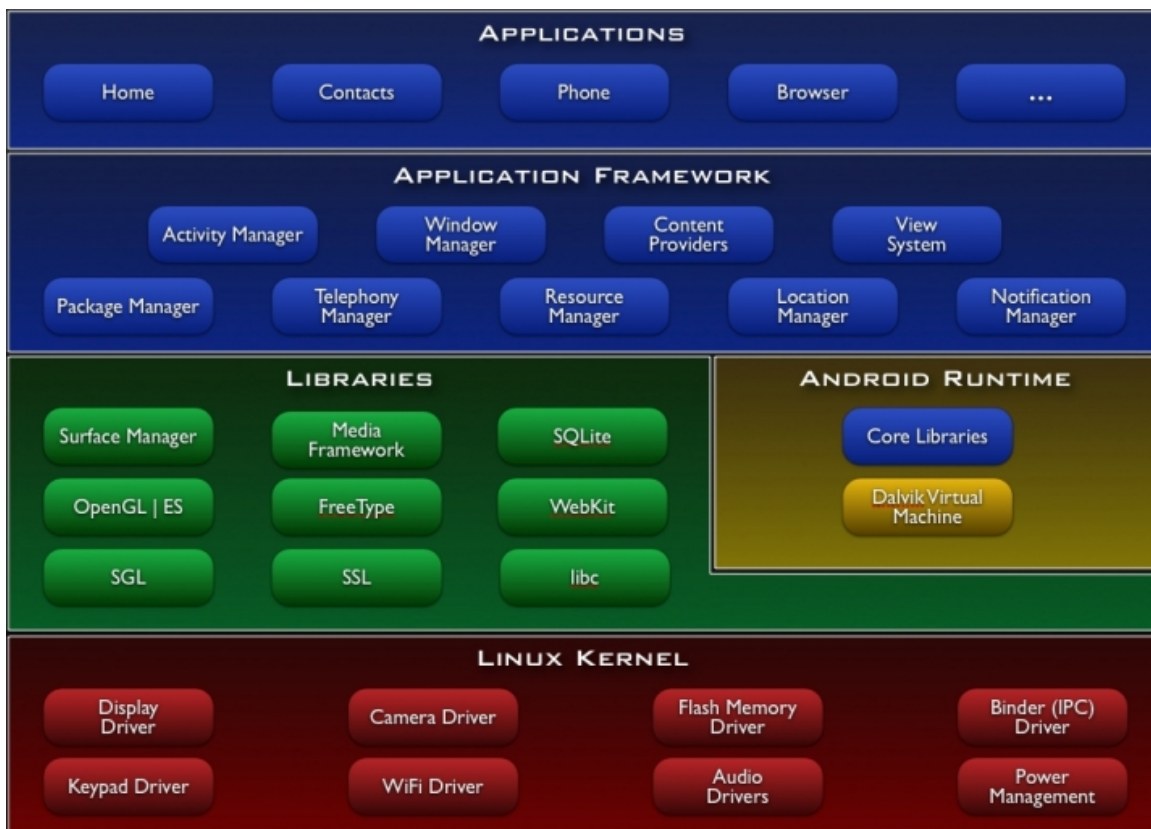 APPLICATIONS
Home
Contacts
Phone
Browser
...
APPLICATION FRAMEWORK
Activity Manager
Window
Manager
Content
Providers
View
System
Package Manager
Telephony
Manager
Resource
Manager
Location
Manager
Notification
Manager
LIBRARIES
Surface Manager
Media
Framework
SQLite
OpenGL | ES
FreeType
WebKit
SGL
SSL
libc
ANDROID RUNTIME
Core Libraries
Dalvik Virtual
Machine
LINUX KERNEL
Display
Driver
Camera Driver
Flash Memory
Driver
Binder (IPC)
Driver
Keypad Driver
WiFi Driver
Audio
Drivers
Power
Management